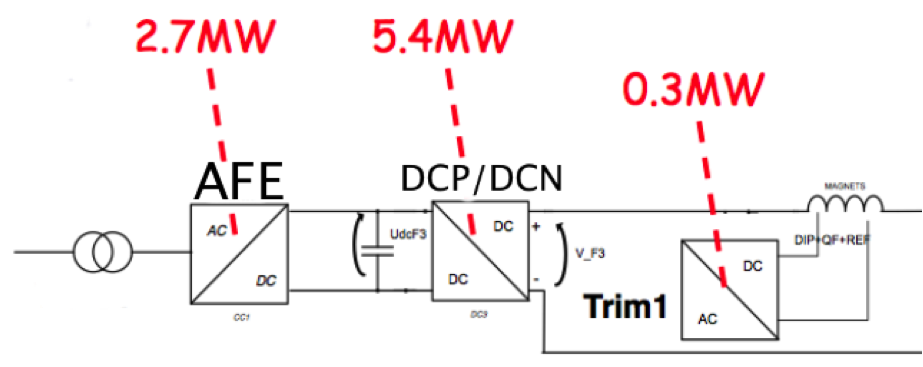 2.7MW 5.4MW
0.3MW
AFE DCP/DCN
MAGNETS
AC DC UdcF3 DC DC + - V_F3
DIP+QF+REF
DC AC
Trim1
CC1 DC3